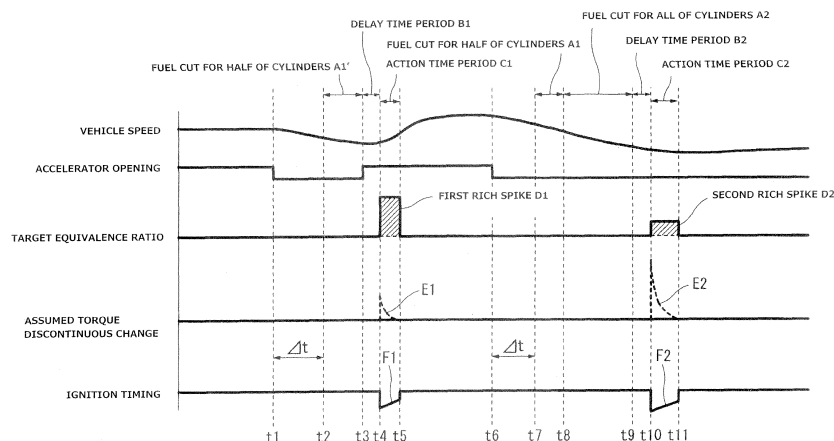 FUEL CUT FOR ALL OF CYLINDERS A2
DELAY TIME PERIOD B1
FUEL CUT FOR HALF OF CYLINDERS A1
DELAY TIME PERIOD B2
FUEL CUT FOR HALF OF CYLINDERS A1'
ACTION TIME PERIOD C1
ACTION TIME PERIOD C2
VEHICLE SPEED
ACCELERATOR OPENING
FIRST RICH SPIKE D1
SECOND RICH SPIKE D2
TARGET EQUIVALENCE RATIO
E1
E2
ASSUMED TORQUE
DISCONTINUOUS CHANGE
Δt
Δt
F1
F2
IGNITION TIMING
t1 t2 t3 t4 t5 t6 t7 t8 t9 t10 t11